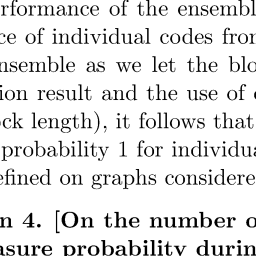 rformance of the ensembl
ce of individual codes from
nsemble as we let the blo
ion result and the use of
ck length), it follows that
probability 1 for individua
efined on graphs considere
n 4. [On the number o
asure probability durin